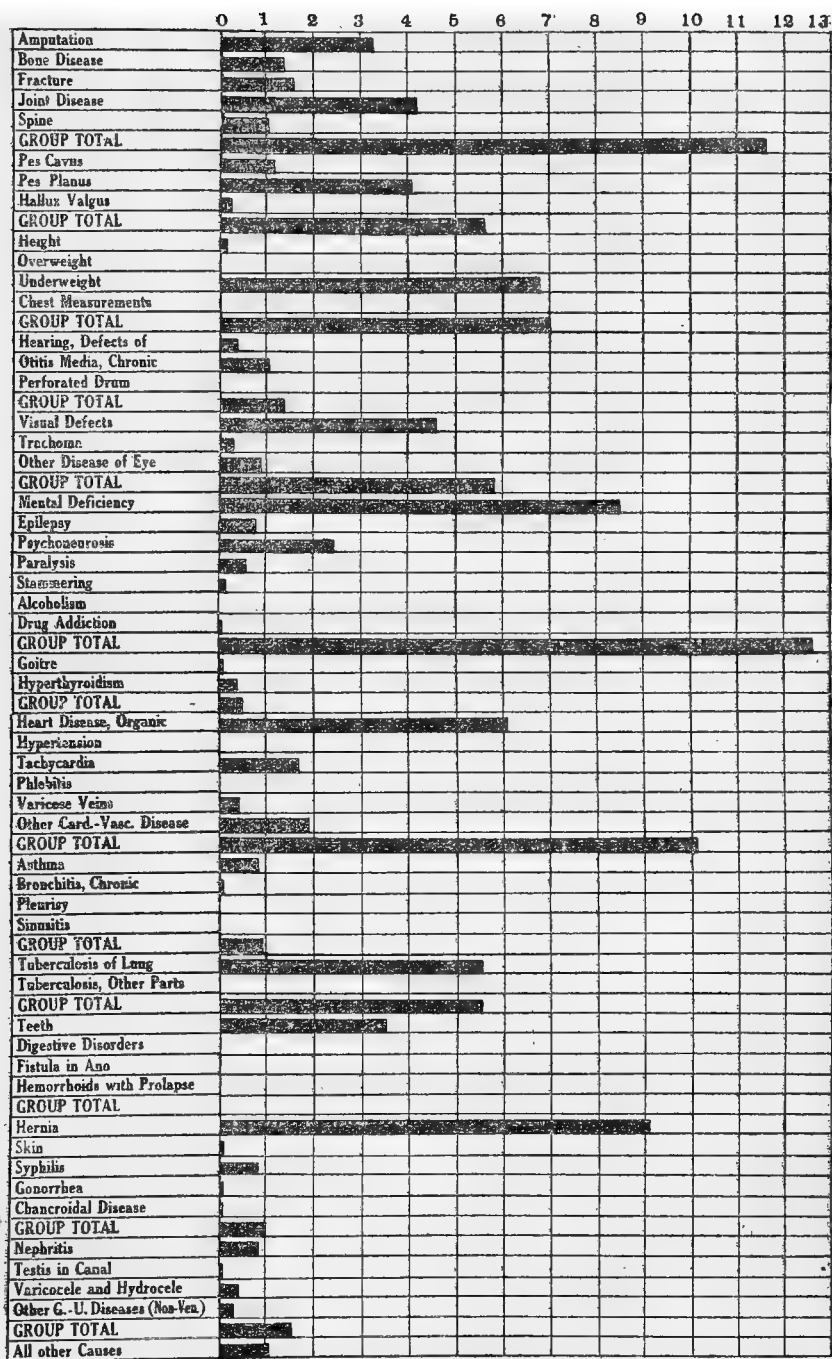 0 1 2 3 4 5 6 7 8 9 10 11 12 13
Amputation
Bone Disease
Fracture
Joint Disease
Spine
GROUP TOTAL
Pes Cavus
Pes Planus
Hallux Valgus
GROUP TOTAL
Height
Overweight
Underweight
Chest Measurements
GROUP TOTAL
Hearing, Defects of
Otitis Media, Chronic
Perforated Drum
GROUP TOTAL
Visual Defects
Trachoma
Other Disease of Eye
GROUP TOTAL
Mental Deficiency
Epilepsy
Psychoneurosis
Paralysis
Stammering
Alcoholism
Drug Addiction
GROUP TOTAL
Goitre
Hyperthyroidism
GROUP TOTAL
Heart Disease, Organic
Hypertension
Tachycardia
Phlebitis
Varicose Veins
Other Card.-Vasc. Disease
GROUP TOTAL
Asthma
Bronchitis, Chronic
Pleurisy
Sinusitis
GROUP TOTAL
Tuberculosis of Lung
Tuberculosis, Other Parts
GROUP TOTAL
Teeth
Digestive Disorders
Fistula in Ano
Hemorrhoids with Prolapse
GROUP TOTAL
Hernia
Skin
Syphilis
Gonorrhea
Chancroidal Disease
GROUP TOTAL
Nephritis
Testis in Canal
Varicocele and Hydrocele
Other G.-U. Diseases (Non-Ven.)
GROUP TOTAL
All other Causes